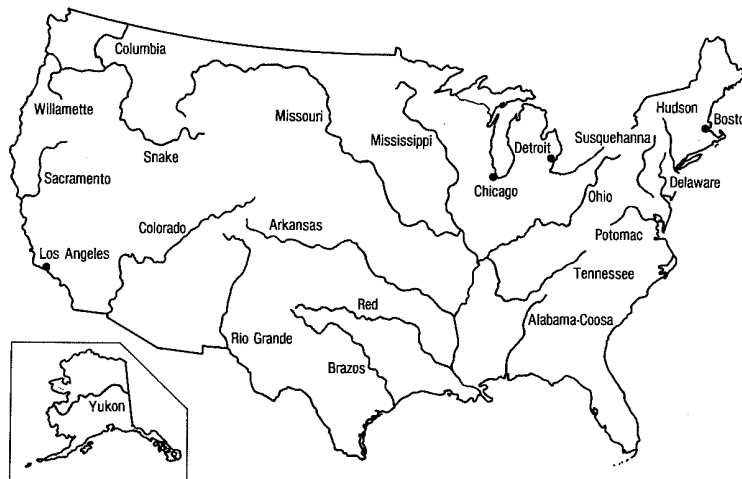 Columbia
Hudson
Willamette
Missouri
Boston
Mississippi
Susquehanna
Detroit
Snake
Sacramento
Chicago
Delaware
Ohio
Colorado
Arkansas
Potomac
Los Angeles
Tennessee
Red
Alabama-Coosa
Rio Grande
Brazos
Yukon